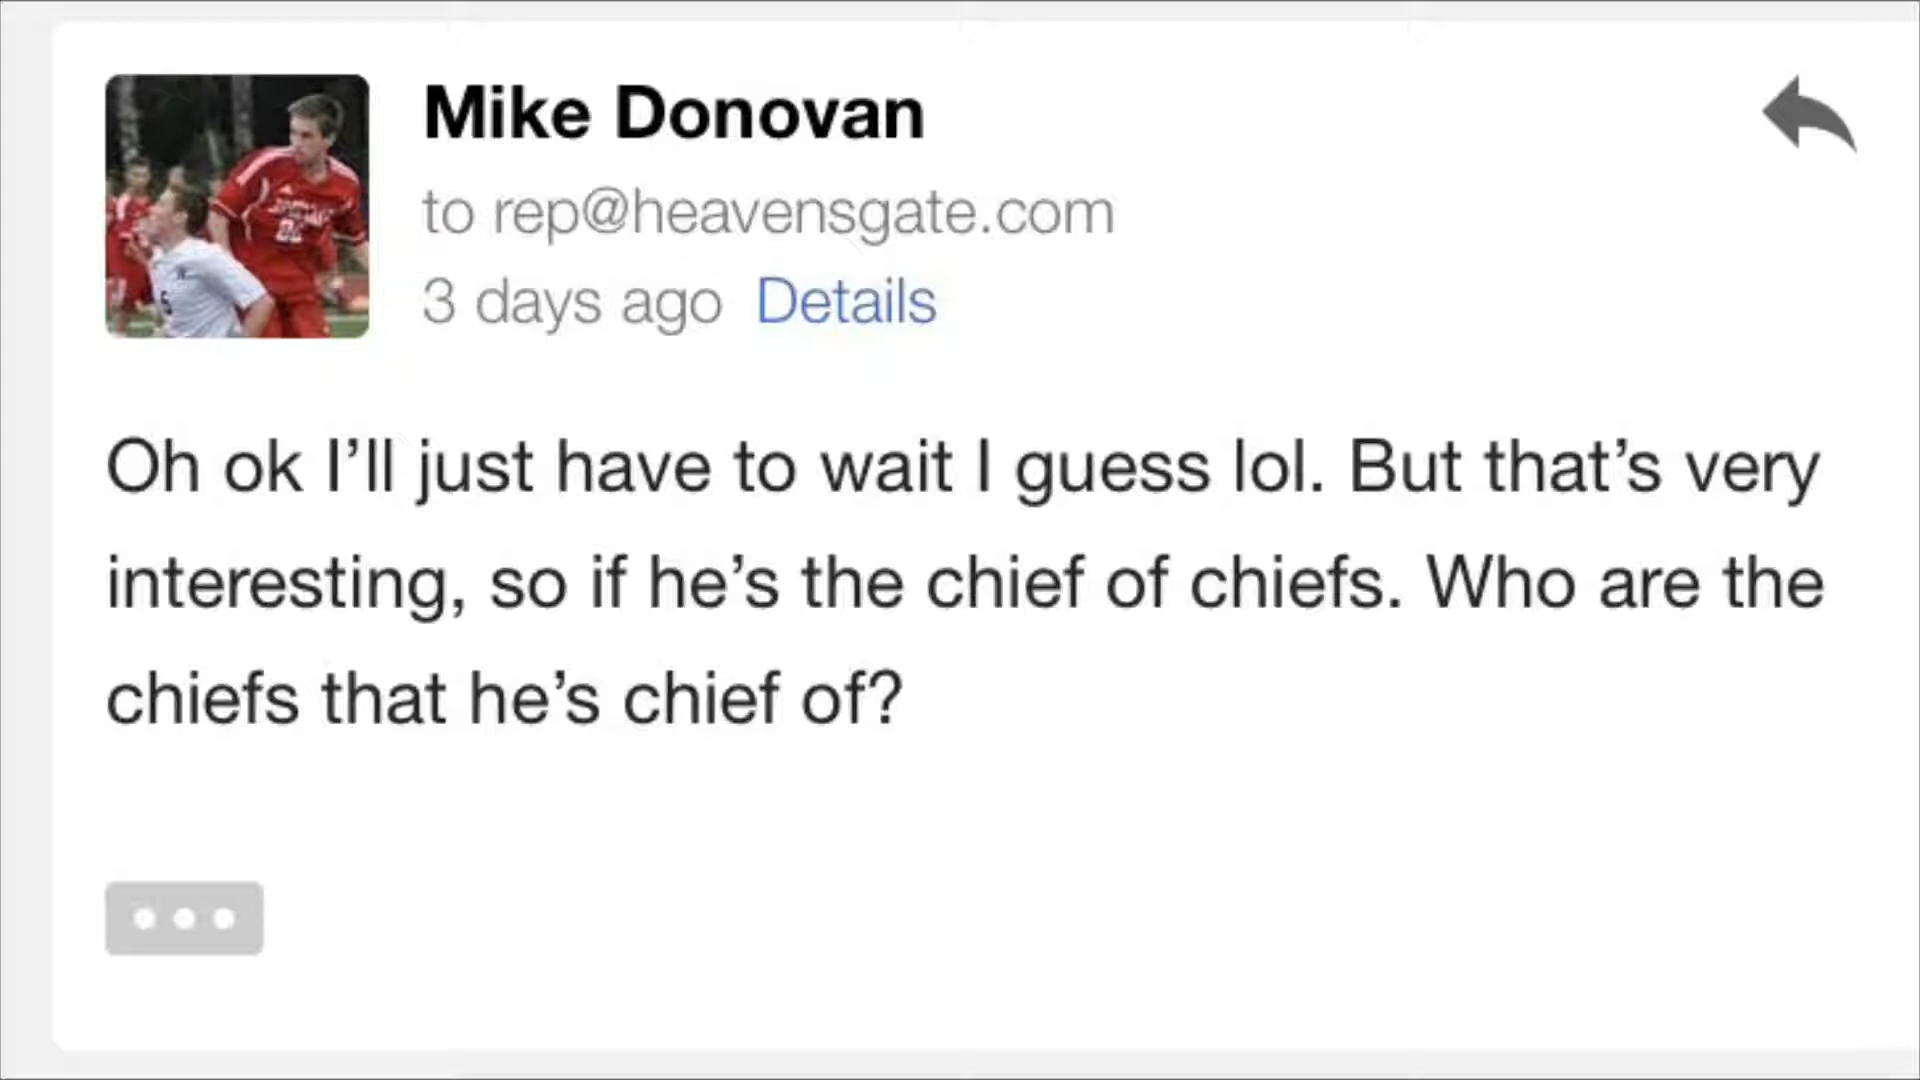 Mike Donovan
to rep@heavensgate.com
3 days ago Details
Oh ok I’ll just have to wait I guess lol. But that’s very
interesting, so if he’s the chief of chiefs. Who are the
chiefs that he’s chief of?